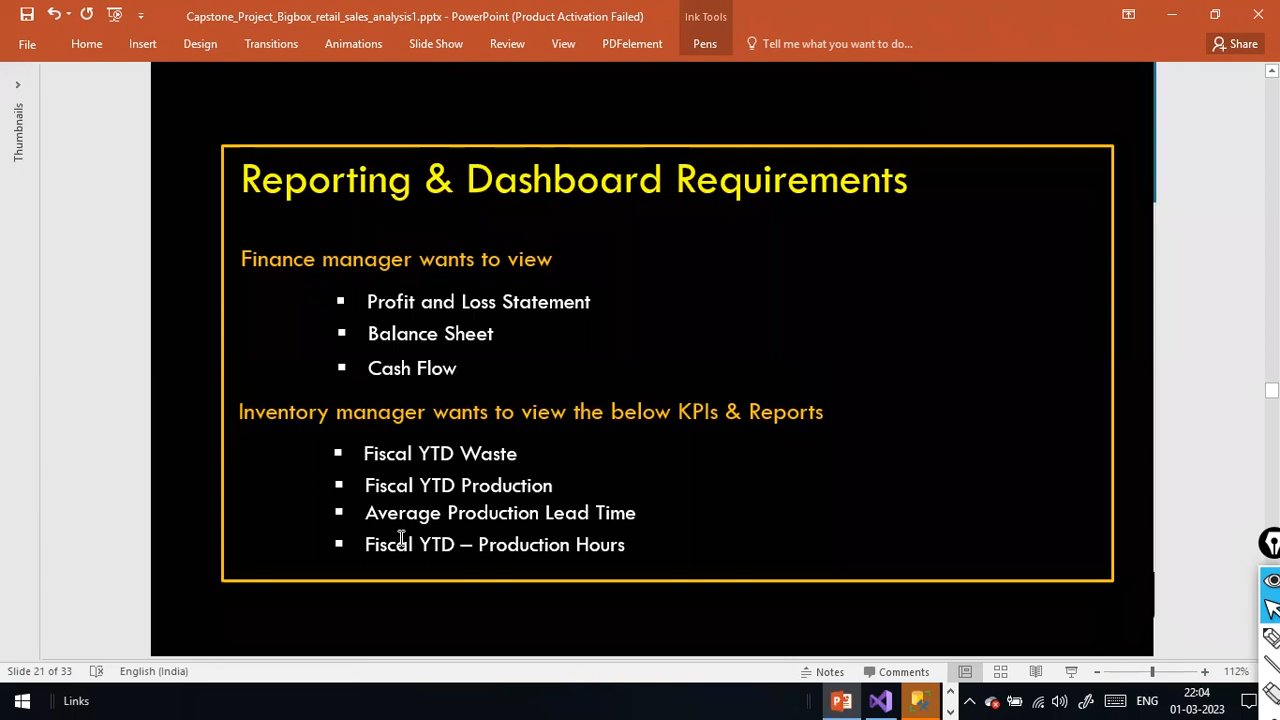 Capstone_Project_Bigbox_retail_sales_analysis1.pptx - PowerPoint (Product Activation Failed)
Ink Tools
File Home Insert Design Transitions Animations Slide Show Review View PDFelement Pens Tell me what you want to do... Share
Thumbnails
Reporting & Dashboard Requirements
Finance manager wants to view
▪ Profit and Loss Statement
▪ Balance Sheet
▪ Cash Flow
Inventory manager wants to view the below KPIs & Reports
▪ Fiscal YTD Waste
▪ Fiscal YTD Production
▪ Average Production Lead Time
▪ Fiscal YTD – Production Hours
Slide 21 of 33 English (India) Notes Comments 112%
Links ENG 22:04
01-03-2023